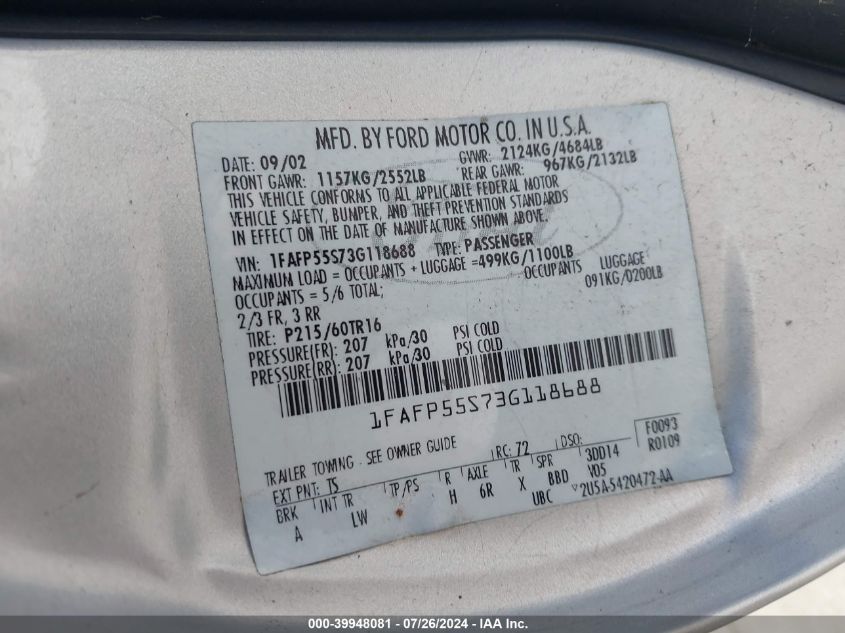 MFD. BY FORD MOTOR CO. IN U.S.A.
DATE: 09/02 GVWR: 2124KG/4684LB
FRONT GAWR: 1157KG/2552LB REAR GAWR: 967KG/2132LB
THIS VEHICLE CONFORMS TO ALL APPLICABLE FEDERAL MOTOR
VEHICLE SAFETY, BUMPER, AND THEFT PREVENTION STANDARDS
IN EFFECT ON THE DATE OF MANUFACTURE SHOWN ABOVE.
VIN: 1FAFP55S73G118688 TYPE: PASSENGER
MAXIMUM LOAD = OCCUPANTS + LUGGAGE =499KG/1100LB
OCCUPANTS = 5/6 TOTAL; OCCUPANTS LUGGAGE
2/3 FR, 3 RR 091KG/0200LB
TIRE: P215/60TR16
PRESSURE(FR): 207 kPa/30 PSI COLD
PRESSURE(RR): 207 kPa/30 PSI COLD
1FAFP55S73G118688
TRAILER TOWING - SEE OWNER GUIDE
EXT PNT: TS RC: 72 DSO: F0093
BRK INT TR TP/PS R AXLE TR SPR 3DD14 R0109
A LW H 6R X BBD V05
UBC 2U5A-5420472-AA
000-39948081 - 07/26/2024 - IAAI - IAA Inc.